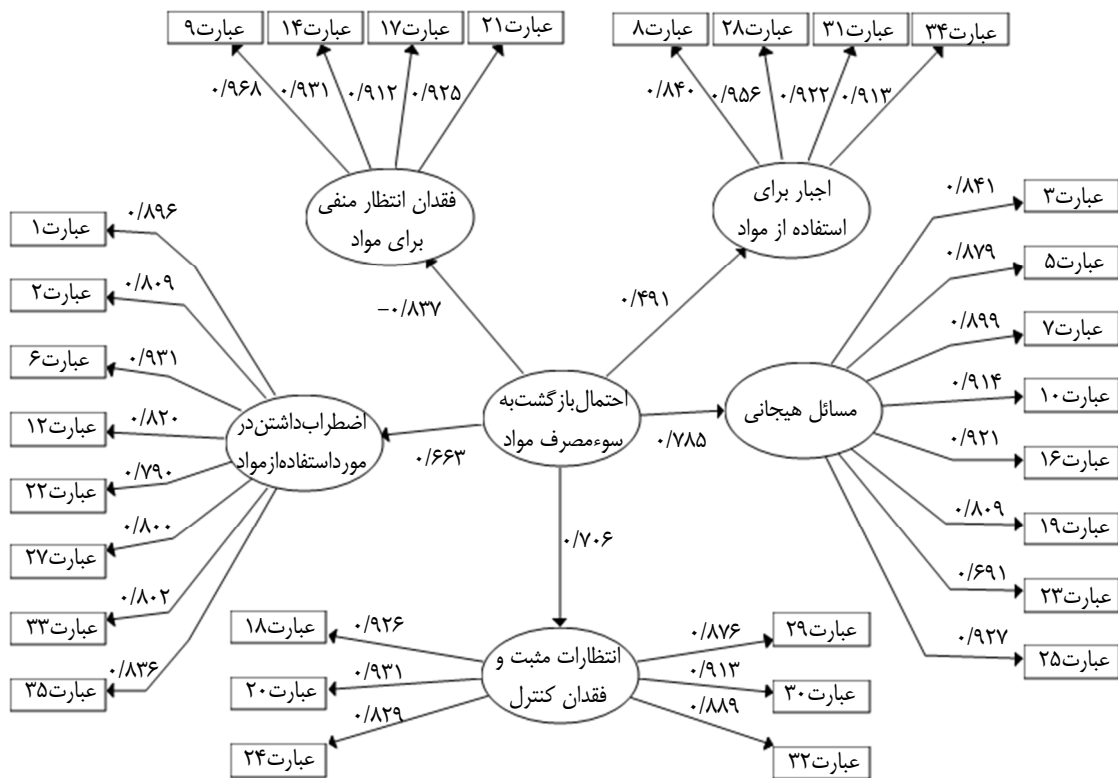 عبارت۹ عبارت۱۴ عبارت۱۷ عبارت۲۱
۰/۹۶۸ ۰/۹۳۱ ۰/۹۱۲ ۰/۹۲۵
فقدان انتظار منفی
برای مواد
عبارت۸ عبارت۲۸ عبارت۳۱ عبارت۳۴
۰/۸۴۰ ۰/۹۵۶ ۰/۹۲۲ ۰/۹۱۳
اجبار برای
استفاده از مواد
-۰/۸۳۷
۰/۴۹۱
احتمال‌بازگشت‌به
سوء‌مصرف مواد
۰/۶۶۳
۰/۷۸۵
۰/۷۰۶
مسائل هیجانی
۰/۸۴۱
عبارت۳
۰/۸۷۹
عبارت۵
۰/۸۹۹
عبارت۷
۰/۹۱۴
عبارت۱۰
۰/۹۲۱
عبارت۱۶
۰/۸۰۹
عبارت۱۹
۰/۶۹۱
عبارت۲۳
۰/۹۲۷
عبارت۲۵
اضطراب‌داشتن‌در
مورد‌استفاده‌از‌مواد
۰/۸۹۶
عبارت۱
۰/۸۰۹
عبارت۲
۰/۹۳۱
عبارت۶
۰/۸۲۰
عبارت۱۲
۰/۷۹۰
عبارت۲۲
۰/۸۰۰
عبارت۲۷
۰/۸۰۲
عبارت۳۳
۰/۸۳۶
عبارت۳۵
انتظارات مثبت و
فقدان کنترل
۰/۹۲۶
عبارت۱۸
۰/۹۳۱
عبارت۲۰
۰/۸۲۹
عبارت۲۴
۰/۸۷۶
عبارت۲۹
۰/۹۱۳
عبارت۳۰
۰/۸۸۹
عبارت۳۲